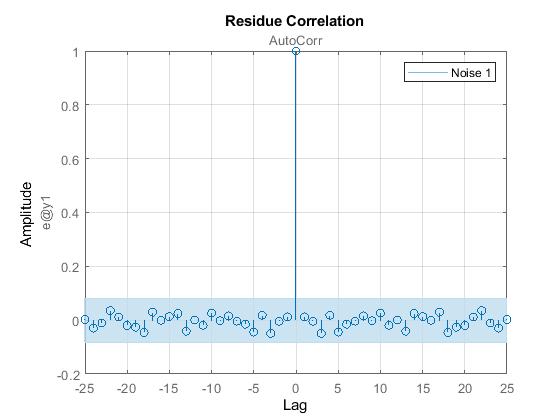 Residue Correlation
AutoCorr
1
0.8
0.6
0.4
0.2
0
-0.2
Amplitude
e@y1
Noise 1
-25 -20 -15 -10 -5 0 5 10 15 20 25
Lag